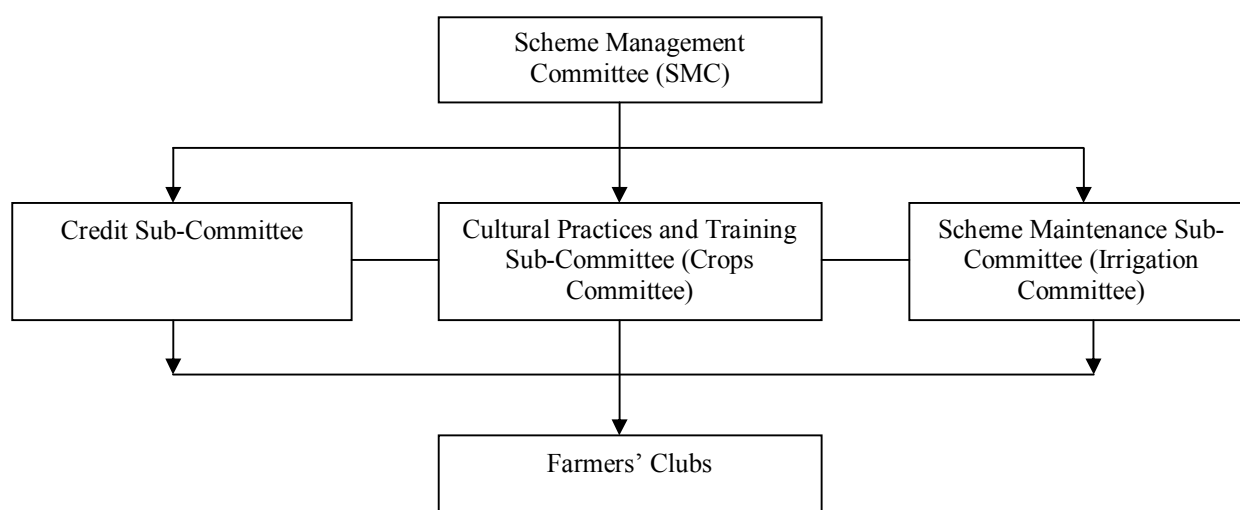 Scheme Management
Committee (SMC)
Credit Sub-Committee
Cultural Practices and Training
Sub-Committee (Crops
Committee)
Scheme Maintenance Sub-
Committee (Irrigation
Committee)
Farmers’ Clubs